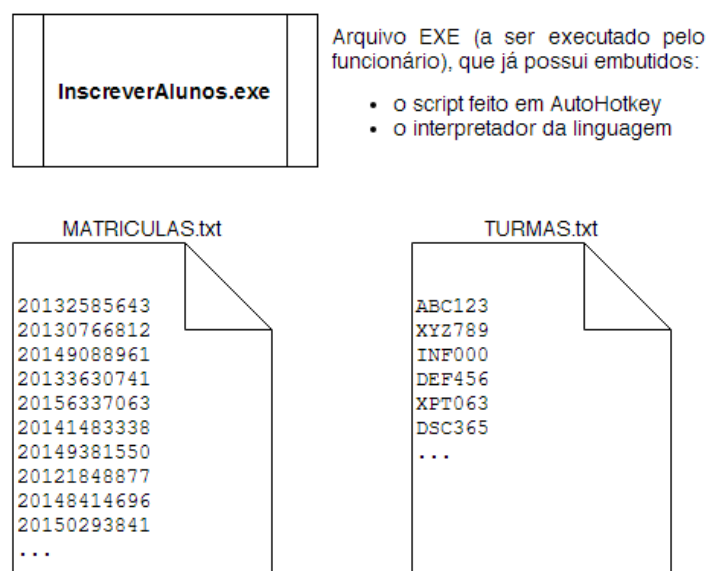 InscreverAlunos.exe
Arquivo EXE (a ser executado pelo
funcionário), que já possui embutidos:
• o script feito em AutoHotkey
• o interpretador da linguagem
MATRICULAS.txt
20132585643
20130766812
20149088961
20133630741
20156337063
20141483338
20149381550
20121848877
20148414696
20150293841
...
TURMAS.txt
ABC123
XYZ789
INF000
DEF456
XPT063
DSC365
...